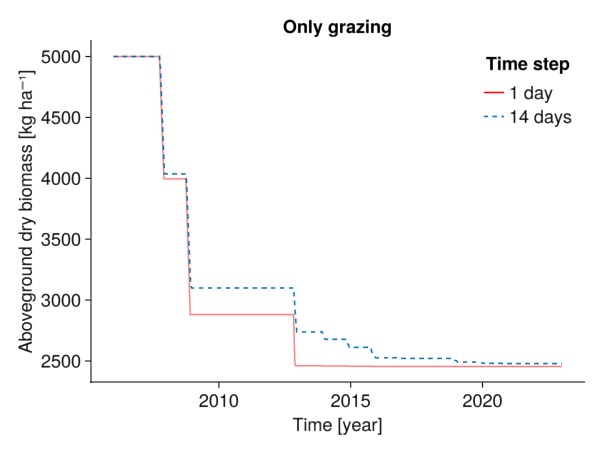 Only grazing
Time step
1 day
14 days
5000
4500
4000
3500
3000
2500
Aboveground dry biomass [kg ha⁻¹]
2010
2015
2020
Time [year]